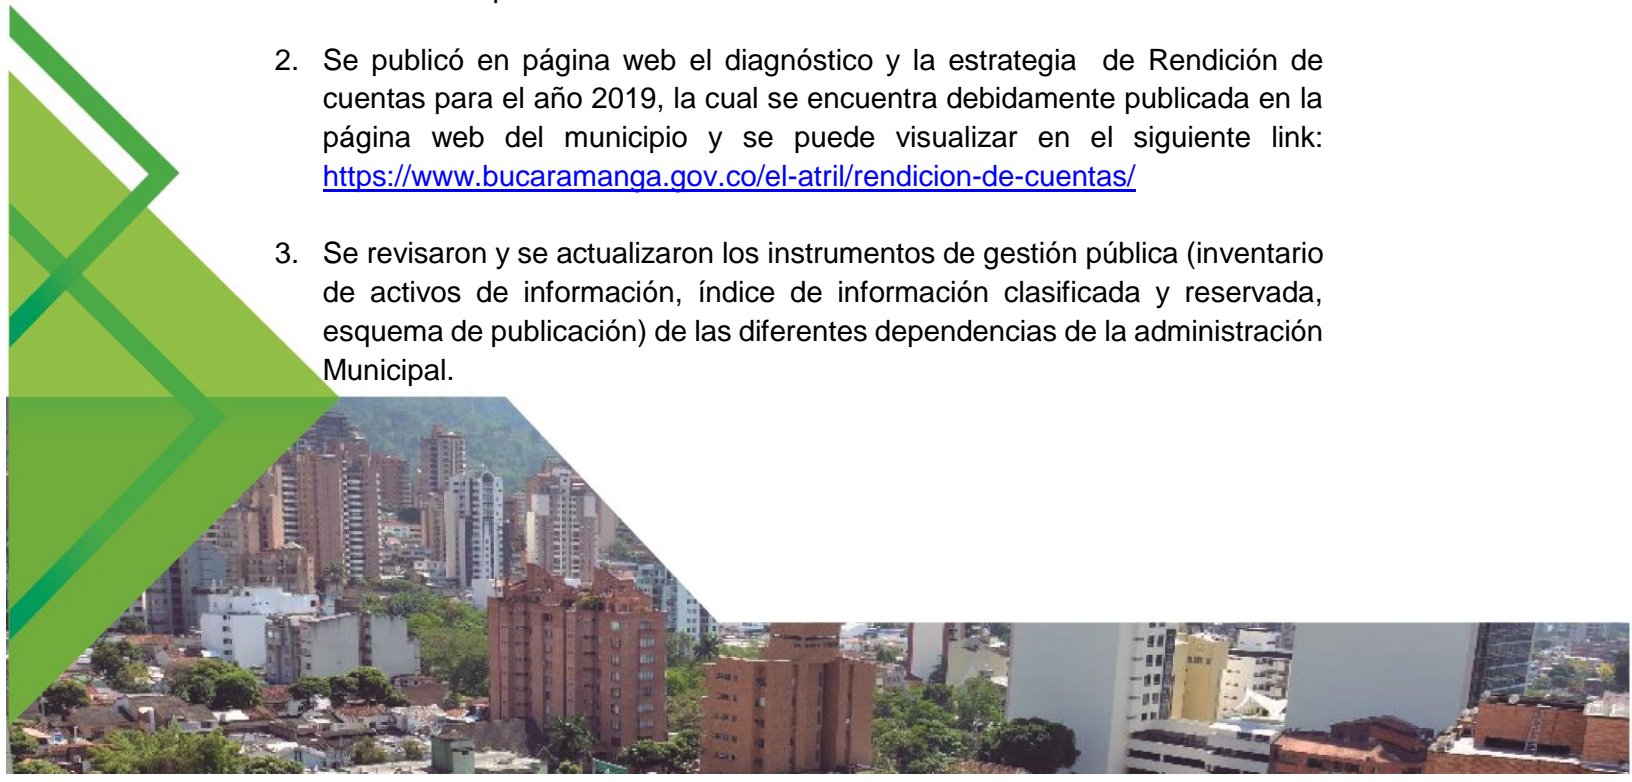 2. Se publicó en página web el diagnóstico y la estrategia de Rendición de
cuentas para el año 2019, la cual se encuentra debidamente publicada en la
página web del municipio y se puede visualizar en el siguiente link:
https://www.bucaramanga.gov.co/el-atril/rendicion-de-cuentas/
3. Se revisaron y se actualizaron los instrumentos de gestión pública (inventario
de activos de información, índice de información clasificada y reservada,
esquema de publicación) de las diferentes dependencias de la administración
Municipal.